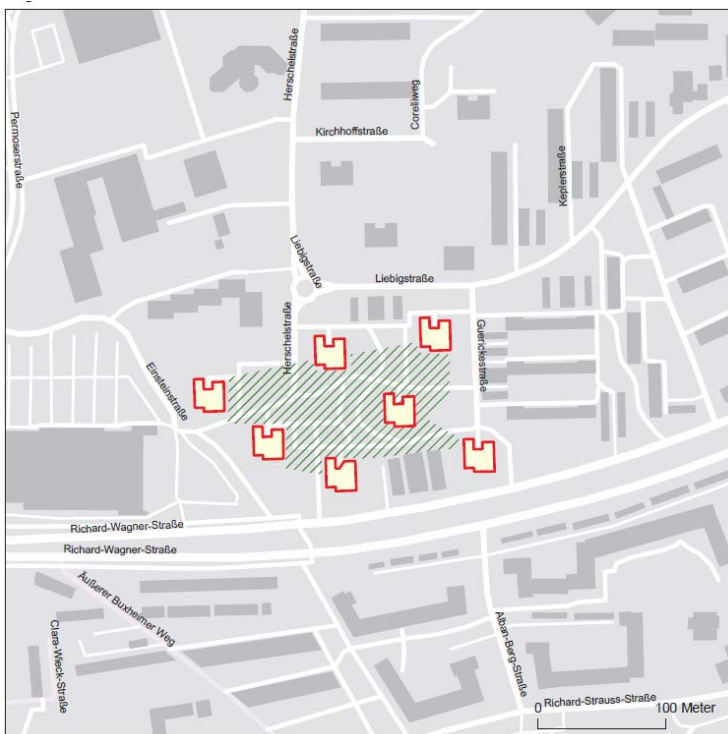 Herschelstraße
Corelliweg
Kirchhoffstraße
Permoserstraße
Keplerstraße
Liebigstraße
Liebigstraße
Herschelstraße
Guerickestraße
Einsteinstraße
Richard-Wagner-Straße
Richard-Wagner-Straße
Äußerer Buxheimer Weg
Clara-Wieck-Straße
Alban-Berg-Straße
Richard-Strauss-Straße
0 100 Meter